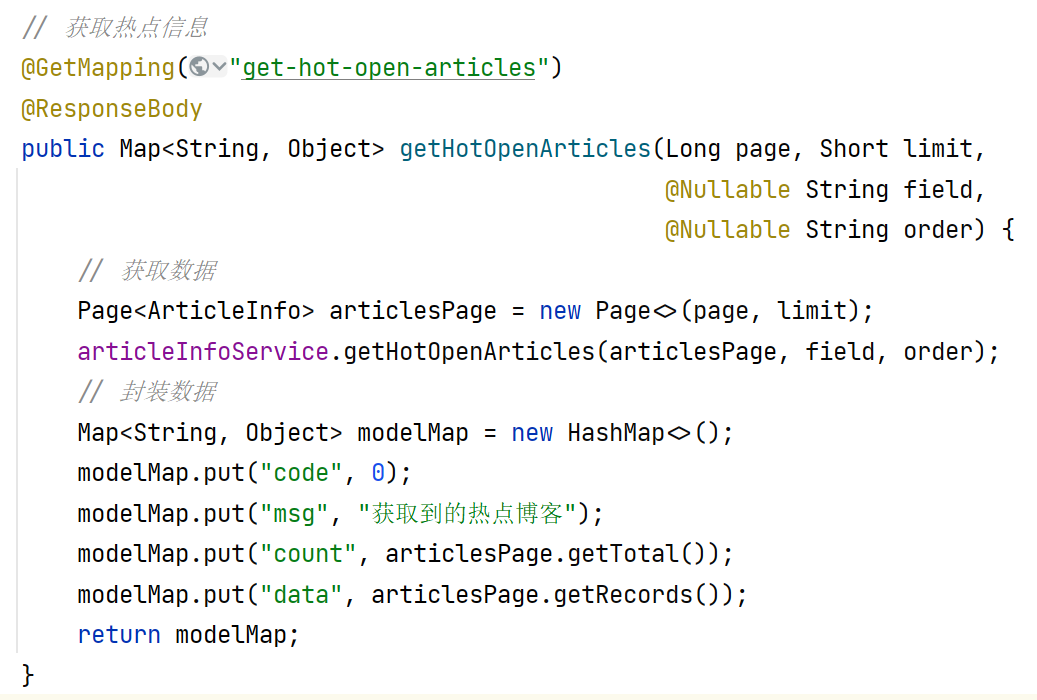 // 获取热点信息
@GetMapping("get-hot-open-articles")
@ResponseBody
public Map<String, Object> getHotOpenArticles(Long page, Short limit,
@Nullable String field,
@Nullable String order) {
// 获取数据
Page<ArticleInfo> articlesPage = new Page<>(page, limit);
articleInfoService.getHotOpenArticles(articlesPage, field, order);
// 封装数据
Map<String, Object> modelMap = new HashMap<>();
modelMap.put("code", 0);
modelMap.put("msg", "获取到的热点博客");
modelMap.put("count", articlesPage.getTotal());
modelMap.put("data", articlesPage.getRecords());
return modelMap;
}